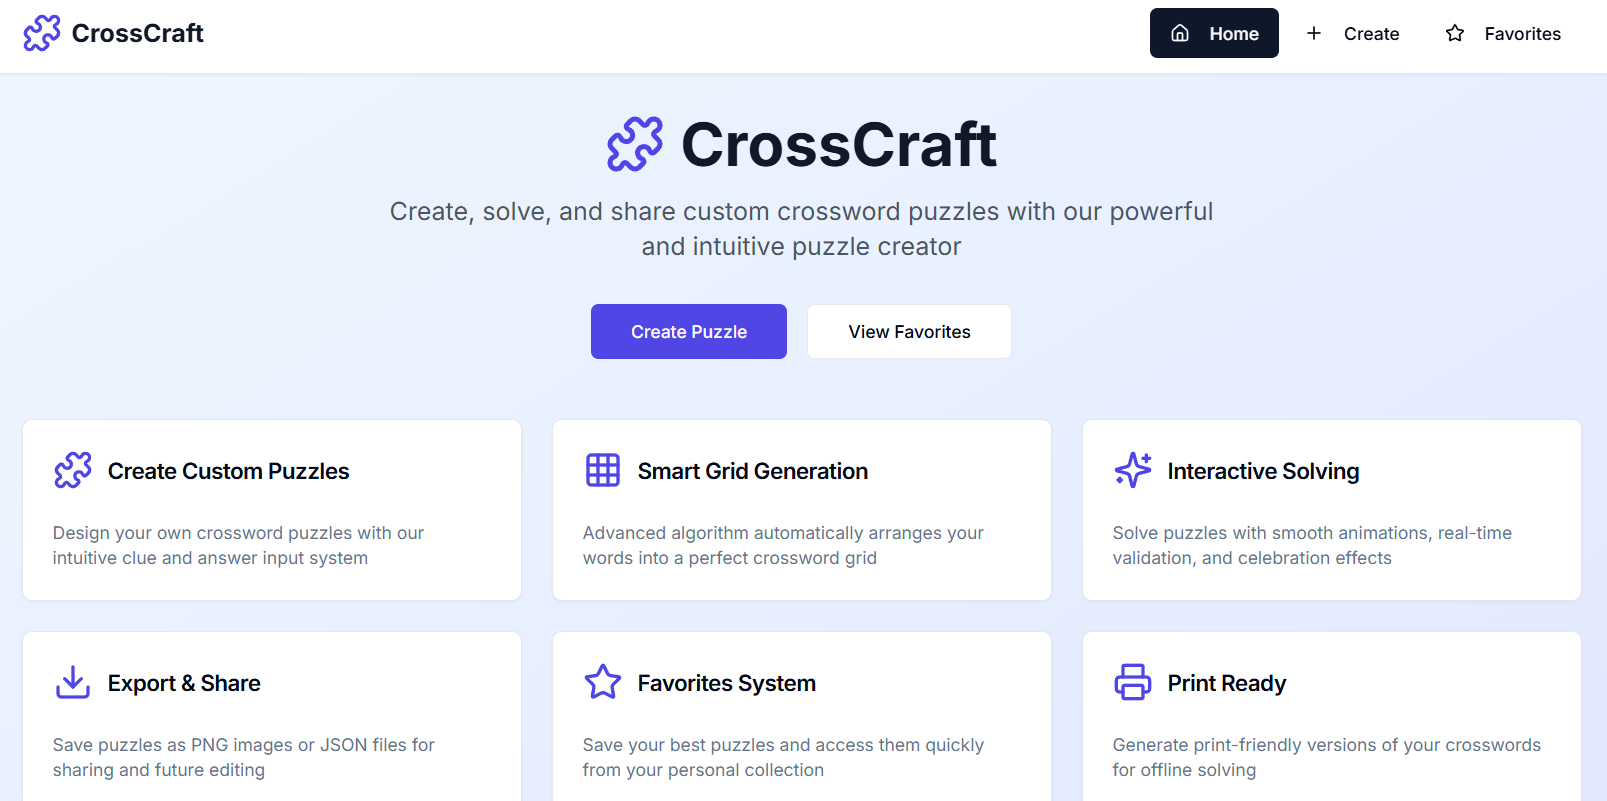 CrossCraft
Home
Create
Favorites
CrossCraft
Create, solve, and share custom crossword puzzles with our powerful
and intuitive puzzle creator
Create Puzzle
View Favorites
Create Custom Puzzles
Design your own crossword puzzles with our
intuitive clue and answer input system
Smart Grid Generation
Advanced algorithm automatically arranges your
words into a perfect crossword grid
Interactive Solving
Solve puzzles with smooth animations, real-time
validation, and celebration effects
Export & Share
Save puzzles as PNG images or JSON files for
sharing and future editing
Favorites System
Save your best puzzles and access them quickly
from your personal collection
Print Ready
Generate print-friendly versions of your crosswords
for offline solving